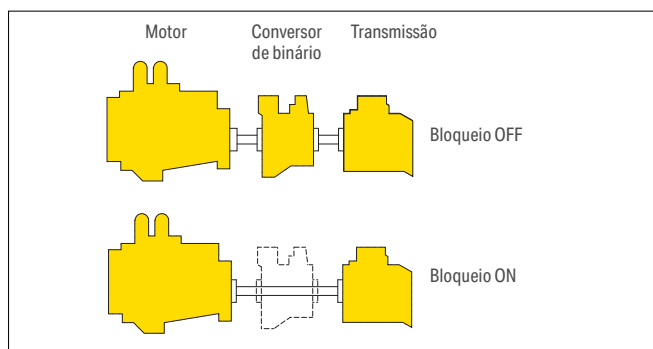 Motor
Conversor
de binário
Transmissão
Bloqueio OFF
Bloqueio ON